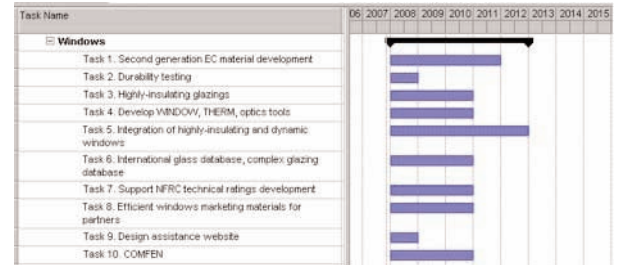 Task Name 06 2007 2008 2009 2010 2011 2012 2013 2014 2015
Windows
Task 1. Second generation EC material development
Task 2. Durability testing
Task 3. Highly-insulating glazings
Task 4. Develop WINDOW, THERM, optics tools
Task 5. Integration of highly-insulating and dynamic
windows
Task 6. International glass database, complex glazing
database
Task 7. Support NFRC technical ratings development
Task 8. Efficient windows marketing materials for
partners
Task 9. Design assistance website
Task 10. COMFEN